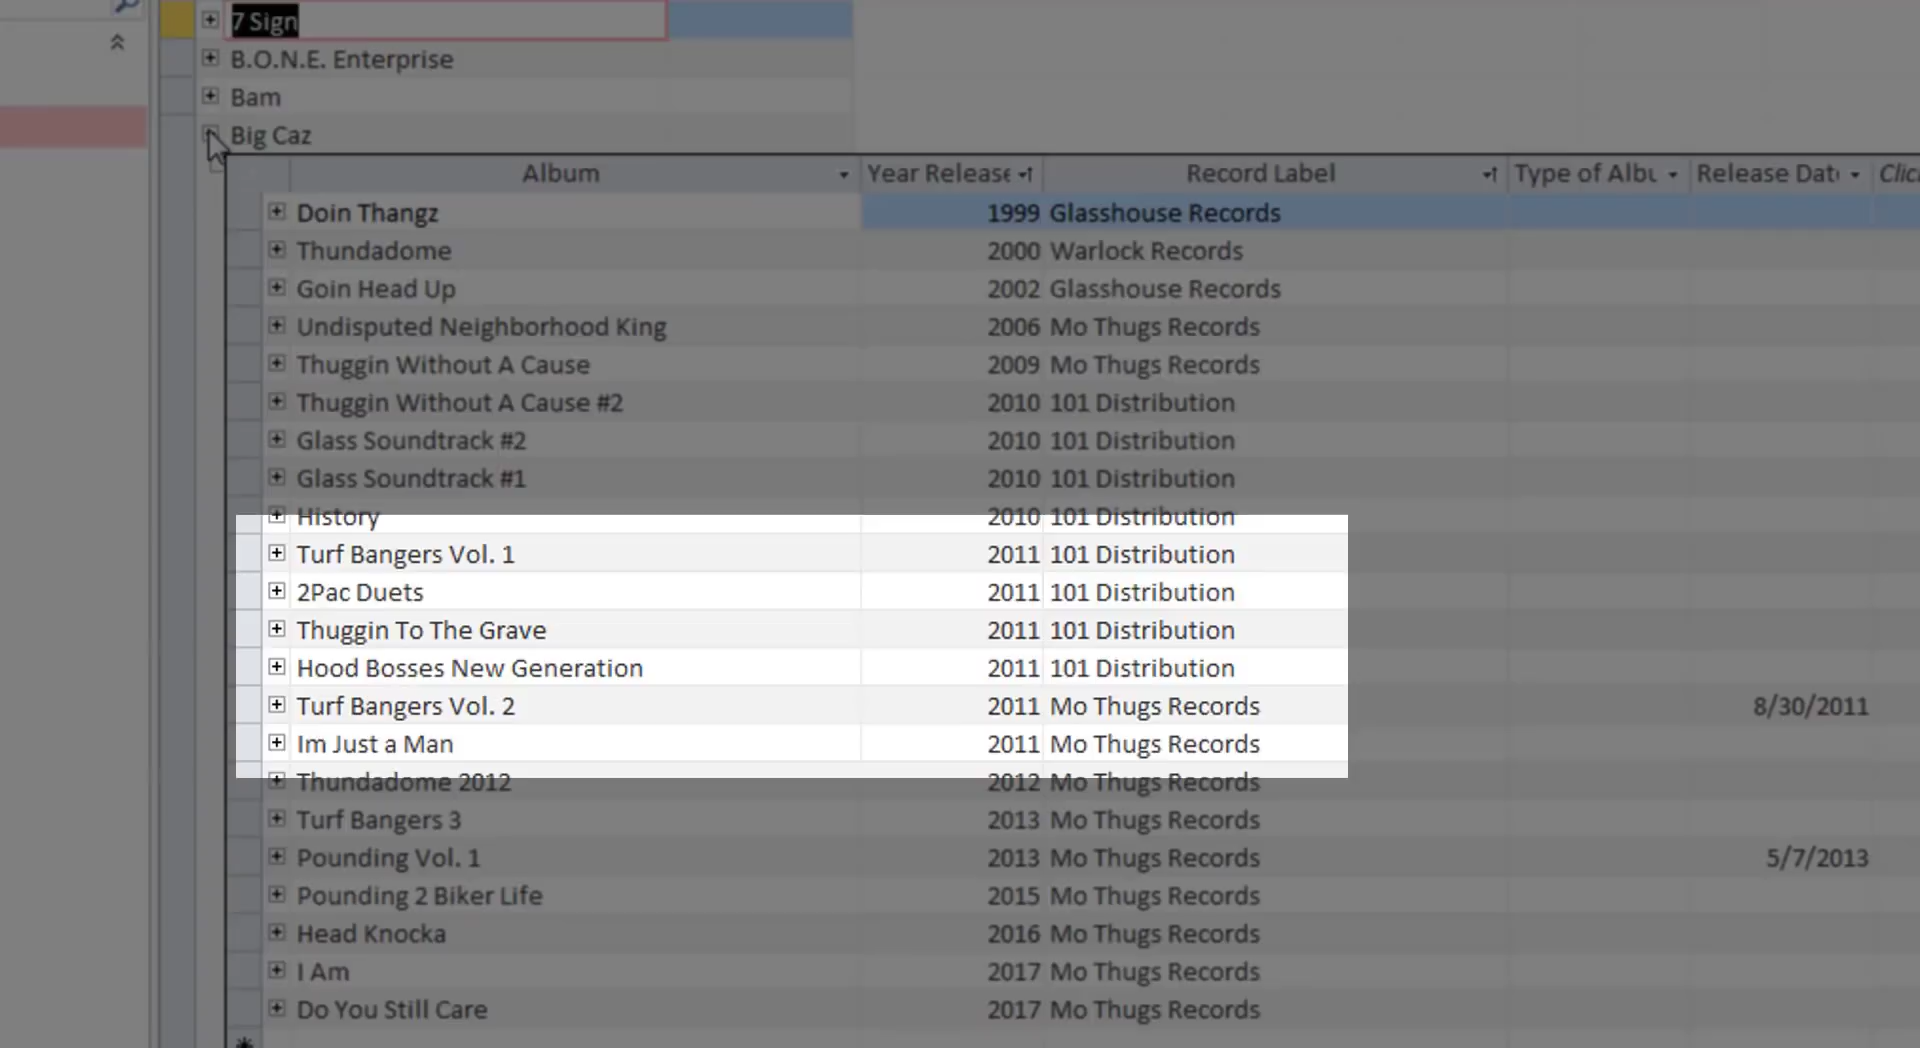 7 Sign
B.O.N.E. Enterprise
Bam
Big Caz
Album Year Release Record Label Type of Albu Release Dat Clic
Doin Thangz 1999 Glasshouse Records
Thundadome 2000 Warlock Records
Goin Head Up 2002 Glasshouse Records
Undisputed Neighborhood King 2006 Mo Thugs Records
Thuggin Without A Cause 2009 Mo Thugs Records
Thuggin Without A Cause #2 2010 101 Distribution
Glass Soundtrack #2 2010 101 Distribution
Glass Soundtrack #1 2010 101 Distribution
History 2010 101 Distribution
Turf Bangers Vol. 1 2011 101 Distribution
2Pac Duets 2011 101 Distribution
Thuggin To The Grave 2011 101 Distribution
Hood Bosses New Generation 2011 101 Distribution
Turf Bangers Vol. 2 2011 Mo Thugs Records 8/30/2011
Im Just a Man 2011 Mo Thugs Records
Thundadome 2012 2012 Mo Thugs Records
Turf Bangers 3 2013 Mo Thugs Records
Pounding Vol. 1 2013 Mo Thugs Records 5/7/2013
Pounding 2 Biker Life 2015 Mo Thugs Records
Head Knocka 2016 Mo Thugs Records
I Am 2017 Mo Thugs Records
Do You Still Care 2017 Mo Thugs Records